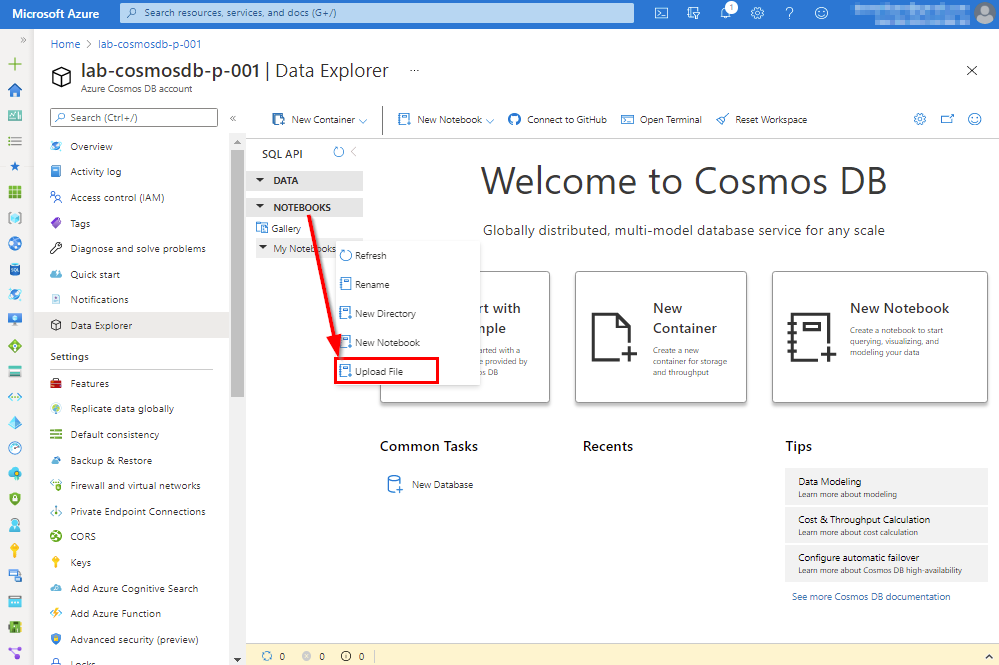 Microsoft Azure
Search resources, services, and docs (G+/)
1
Home > lab-cosmosdb-p-001
lab-cosmosdb-p-001 | Data Explorer ...
Azure Cosmos DB account
Search (Ctrl+/)
Overview
Activity log
Access control (IAM)
Tags
Diagnose and solve problems
Quick start
Notifications
Data Explorer
Settings
Features
Replicate data globally
Default consistency
Backup & Restore
Firewall and virtual networks
Private Endpoint Connections
CORS
Keys
Add Azure Cognitive Search
Add Azure Function
Advanced security (preview)
Locks
New Container
New Notebook
Connect to GitHub
Open Terminal
Reset Workspace
SQL API
DATA
NOTEBOOKS
Gallery
My Notebooks
Refresh
Rename
New Directory
New Notebook
Upload File
Welcome to Cosmos DB
Globally distributed, multi-model database service for any scale
with
started with a
provided by
DB
New
Container
Create a new
container for storage
and throughput
New Notebook
Create a notebook to start
querying, visualizing, and
modeling your data
Common Tasks
New Database
Recents
Tips
Data Modeling
Learn more about modeling
Cost & Throughput Calculation
Learn more about cost calculation
Configure automatic failover
Learn more about Cosmos DB high-availability
See more Cosmos DB documentation
0 0 0